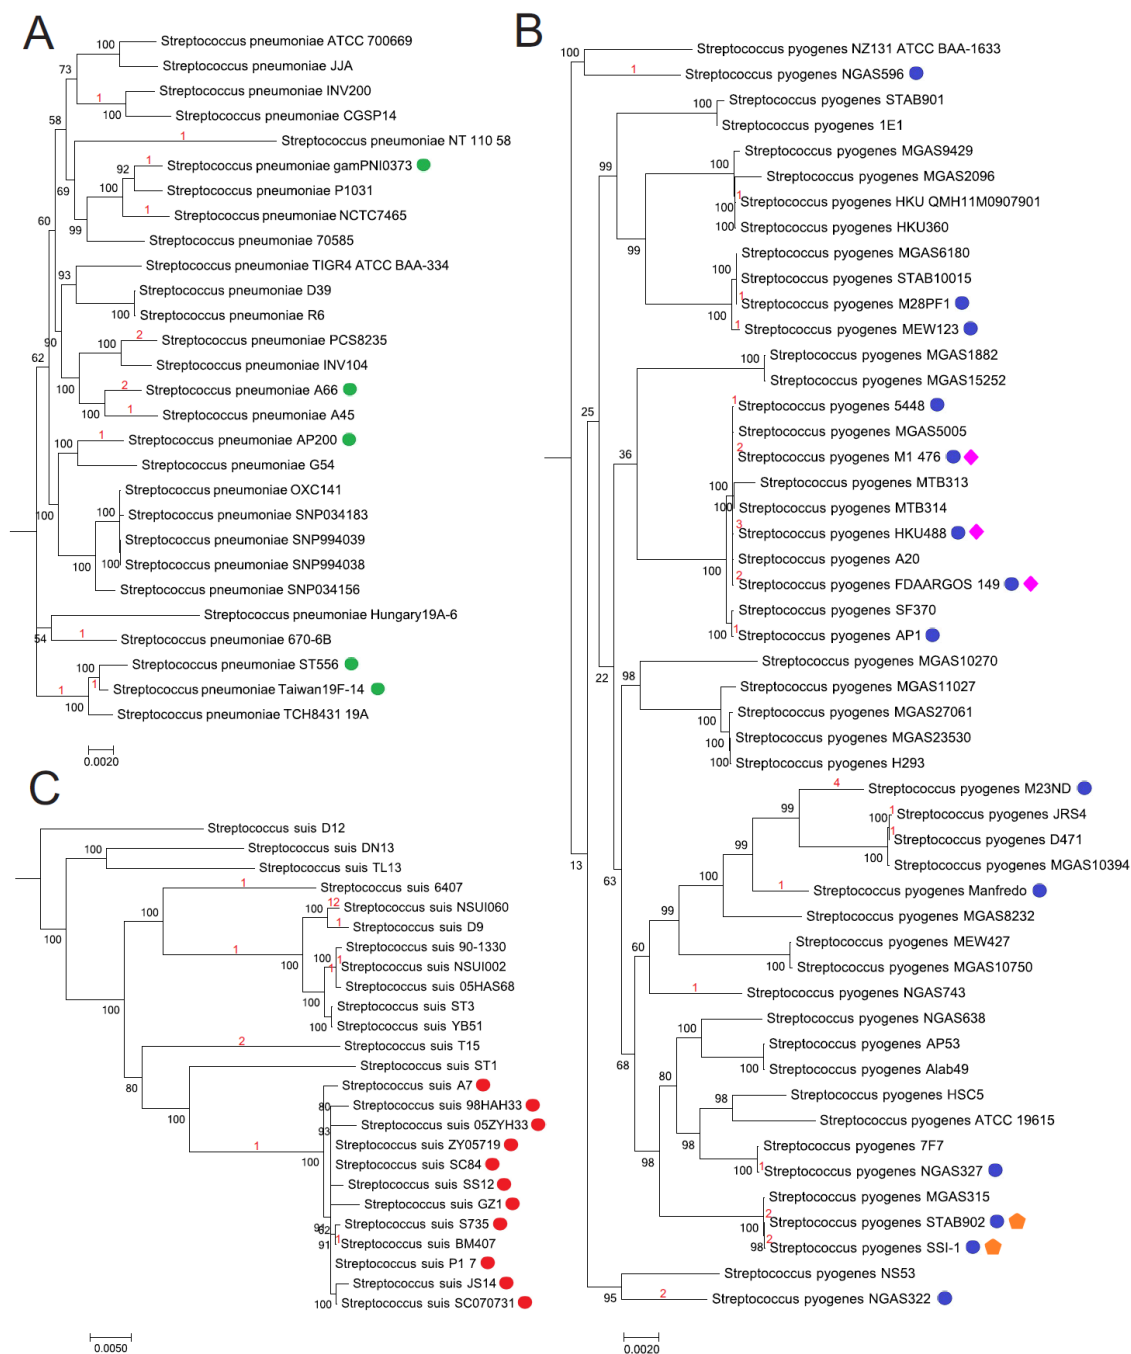 A
Streptococcus pneumoniae ATCC 700669
Streptococcus pneumoniae JJA
Streptococcus pneumoniae INV200
Streptococcus pneumoniae CGSP14
Streptococcus pneumoniae NT 110 58
Streptococcus pneumoniae gamPNI0373
Streptococcus pneumoniae P1031
Streptococcus pneumoniae NCTC7465
Streptococcus pneumoniae 70585
Streptococcus pneumoniae TIGR4 ATCC BAA-334
Streptococcus pneumoniae D39
Streptococcus pneumoniae R6
Streptococcus pneumoniae PCS8235
Streptococcus pneumoniae INV104
Streptococcus pneumoniae A66
Streptococcus pneumoniae A45
Streptococcus pneumoniae AP200
Streptococcus pneumoniae G54
Streptococcus pneumoniae OXC141
Streptococcus pneumoniae SNP034183
Streptococcus pneumoniae SNP994039
Streptococcus pneumoniae SNP994038
Streptococcus pneumoniae SNP034156
Streptococcus pneumoniae Hungary19A-6
Streptococcus pneumoniae 670-6B
Streptococcus pneumoniae ST556
Streptococcus pneumoniae Taiwan19F-14
Streptococcus pneumoniae TCH8431 19A
100
73
1
100
58
1
92
1
100
69
1
60
99
93
100
2
90
100
62
2
100
1
100
100
1
100
100
100
54
1
100
1
1
100
0.0020
B
Streptococcus pyogenes NZ131 ATCC BAA-1633
Streptococcus pyogenes NGAS596
Streptococcus pyogenes STAB901
Streptococcus pyogenes 1E1
Streptococcus pyogenes MGAS9429
Streptococcus pyogenes MGAS2096
Streptococcus pyogenes HKU QMH11M0907901
Streptococcus pyogenes HKU360
Streptococcus pyogenes MGAS6180
Streptococcus pyogenes STAB10015
Streptococcus pyogenes M28PF1
Streptococcus pyogenes MEW123
Streptococcus pyogenes MGAS1882
Streptococcus pyogenes MGAS15252
Streptococcus pyogenes 5448
Streptococcus pyogenes MGAS5005
Streptococcus pyogenes M1 476
Streptococcus pyogenes MTB313
Streptococcus pyogenes MTB314
Streptococcus pyogenes HKU488
Streptococcus pyogenes A20
Streptococcus pyogenes FDAARGOS 149
Streptococcus pyogenes SF370
Streptococcus pyogenes AP1
Streptococcus pyogenes MGAS10270
Streptococcus pyogenes MGAS11027
Streptococcus pyogenes MGAS27061
Streptococcus pyogenes MGAS23530
Streptococcus pyogenes H293
Streptococcus pyogenes M23ND
Streptococcus pyogenes JRS4
Streptococcus pyogenes D471
Streptococcus pyogenes MGAS10394
Streptococcus pyogenes Manfredo
Streptococcus pyogenes MGAS8232
Streptococcus pyogenes MEW427
Streptococcus pyogenes MGAS10750
Streptococcus pyogenes NGAS743
Streptococcus pyogenes NGAS638
Streptococcus pyogenes AP53
Streptococcus pyogenes Alab49
Streptococcus pyogenes HSC5
Streptococcus pyogenes ATCC 19615
Streptococcus pyogenes 7F7
Streptococcus pyogenes NGAS327
Streptococcus pyogenes MGAS315
Streptococcus pyogenes STAB902
Streptococcus pyogenes SSI-1
Streptococcus pyogenes NS53
Streptococcus pyogenes NGAS322
100
1
100
99
100
1
100
99
100
1
100
1
100
1
25
2
36
100
100
3
100
2
1
100
98
22
100
100
100
4
99
1
100
1
99
100
13
63
1
100
99
60
100
1
100
68
80
100
98
98
100
1
98
2
100
2
98
95
2
0.0020
C
Streptococcus suis D12
Streptococcus suis DN13
Streptococcus suis TL13
Streptococcus suis 6407
Streptococcus suis NSUI060
Streptococcus suis D9
Streptococcus suis 90-1330
Streptococcus suis NSUI002
Streptococcus suis 05HAS68
Streptococcus suis ST3
Streptococcus suis YB51
Streptococcus suis T15
Streptococcus suis ST1
Streptococcus suis A7
Streptococcus suis 98HAH33
Streptococcus suis 05ZYH33
Streptococcus suis ZY05719
Streptococcus suis SC84
Streptococcus suis SS12
Streptococcus suis GZ1
Streptococcus suis S735
Streptococcus suis BM407
Streptococcus suis P1 7
Streptococcus suis JS14
Streptococcus suis SC070731
100
1
12
100
100
1
100
1
100
1
1
100
100
100
2
80
80
100
93
1
100
91
62
1
91
100
0.0050